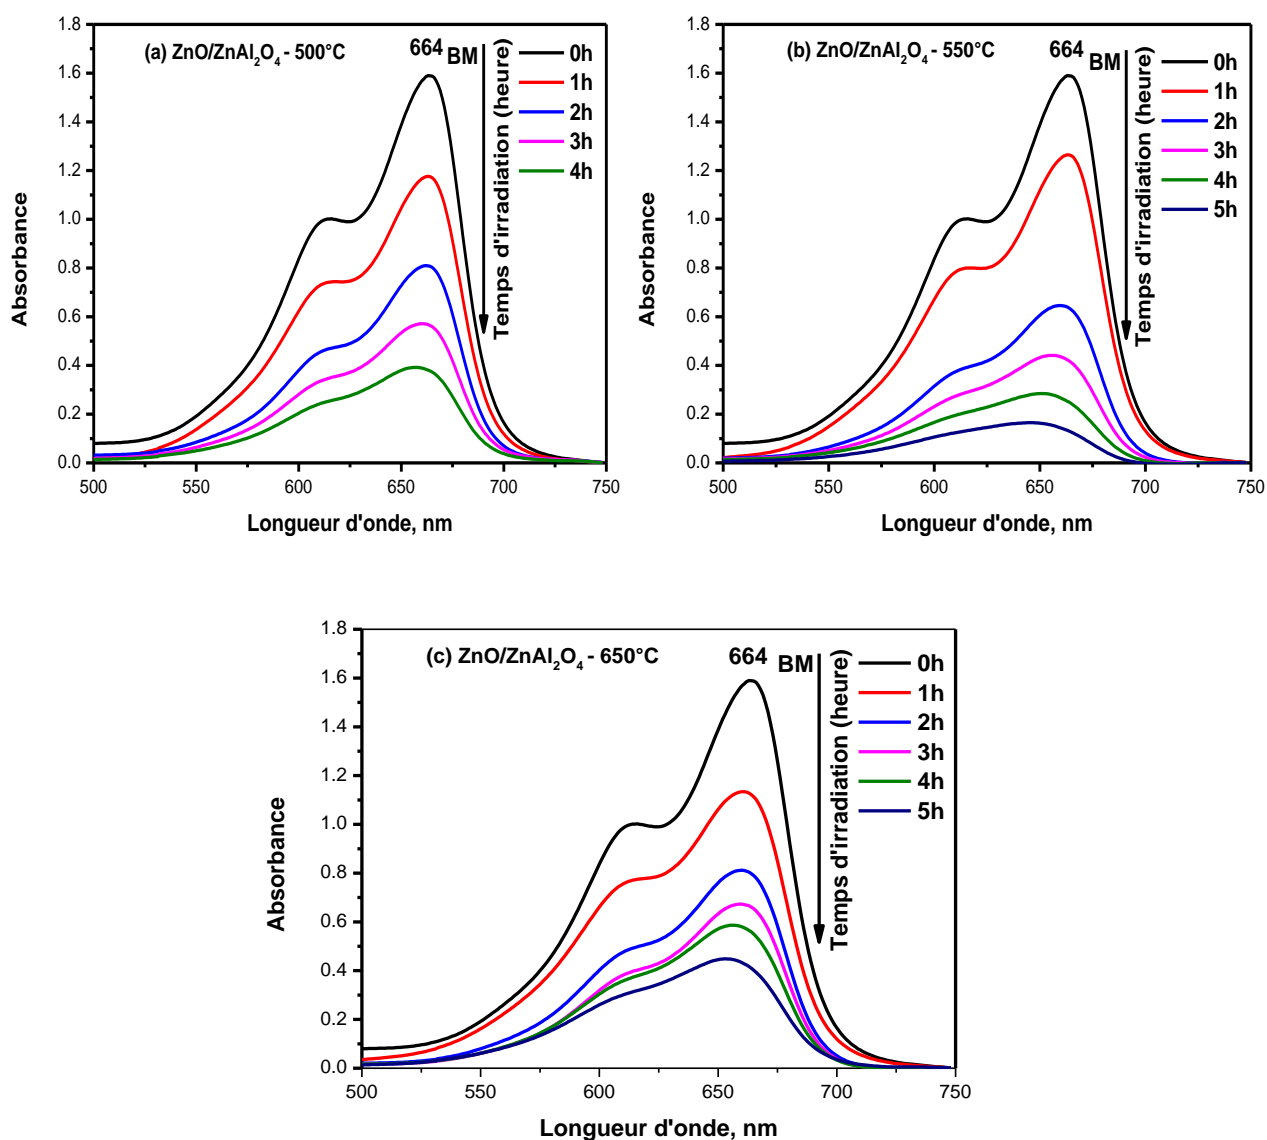 (a) ZnO/ZnAl₂O₄ - 500°C
664
BM
Temps d'irradiation (heure)
0h
1h
2h
3h
4h
1.8
1.6
1.4
1.2
1.0
0.8
0.6
0.4
0.2
0.0
Absorbance
500
550
600
650
700
750
Longueur d'onde, nm
(b) ZnO/ZnAl₂O₄ - 550°C
664
BM
Temps d'irradiation (heure)
0h
1h
2h
3h
4h
5h
1.8
1.6
1.4
1.2
1.0
0.8
0.6
0.4
0.2
0.0
Absorbance
500
550
600
650
700
750
Longueur d'onde, nm
(c) ZnO/ZnAl₂O₄ - 650°C
664
BM
Temps d'irradiation (heure)
0h
1h
2h
3h
4h
5h
1.8
1.6
1.4
1.2
1.0
0.8
0.6
0.4
0.2
0.0
Absorbance
500
550
600
650
700
750
Longueur d'onde, nm